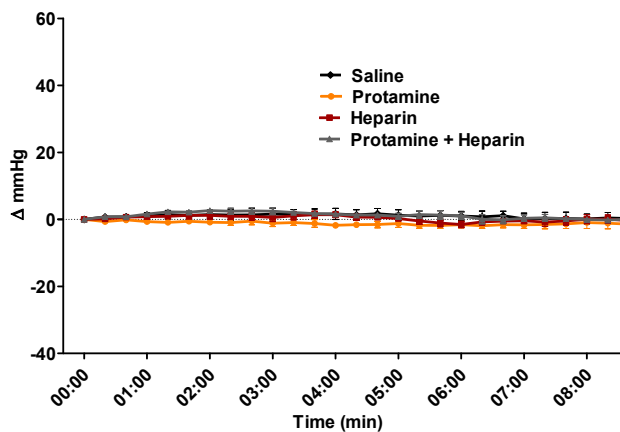 60
40
20
0
-20
-40
Δ mmHg
Saline
Protamine
Heparin
Protamine + Heparin
00:00
01:00
02:00
03:00
04:00
05:00
06:00
07:00
08:00
Time (min)